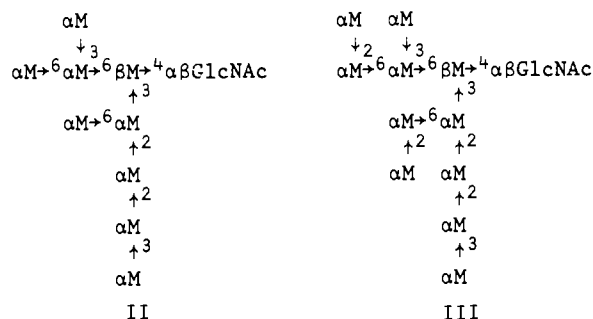 αM αM αM
↓3 ↓2 ↓3
αM→⁶αM→⁶βM→⁴αβGlcNAc αM→⁶αM→⁶βM→⁴αβGlcNAc
↑3 ↑3
αM→⁶αM αM→⁶αM
↑2 ↑2 ↑2
αM αM αM
↑2 ↑2
αM αM
↑3 ↑3
αM αM
II III